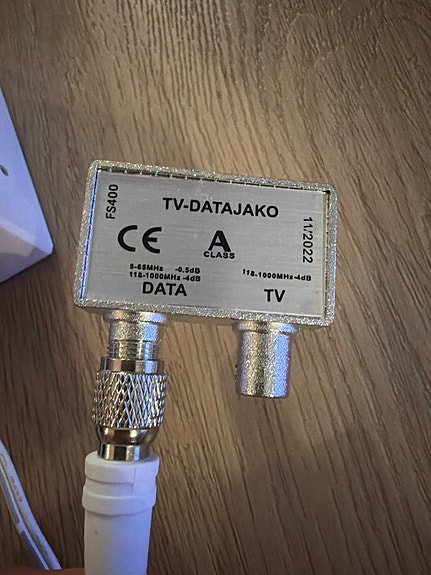 FS400
TV-DATAJAKO
11/2022
CE
A
CLASS
5-65MHz -0.5dB
118-1000MHz -4dB
DATA
118-1000MHz -4dB
TV